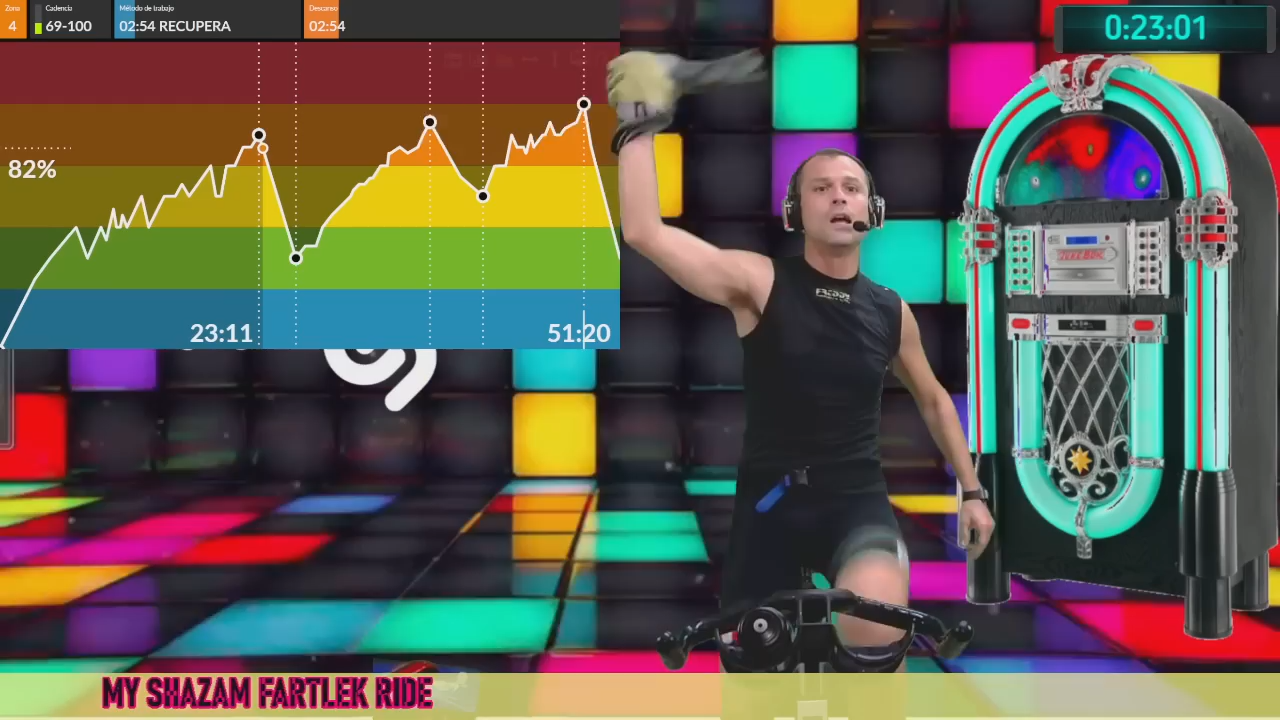 Zona
4
Cadencia
69-100
Método de trabajo
02:54 RECUPERA
Descanso
02:54
0:23:01
82%
23:11
51:20
MY SHAZAM FARTLEK RIDE